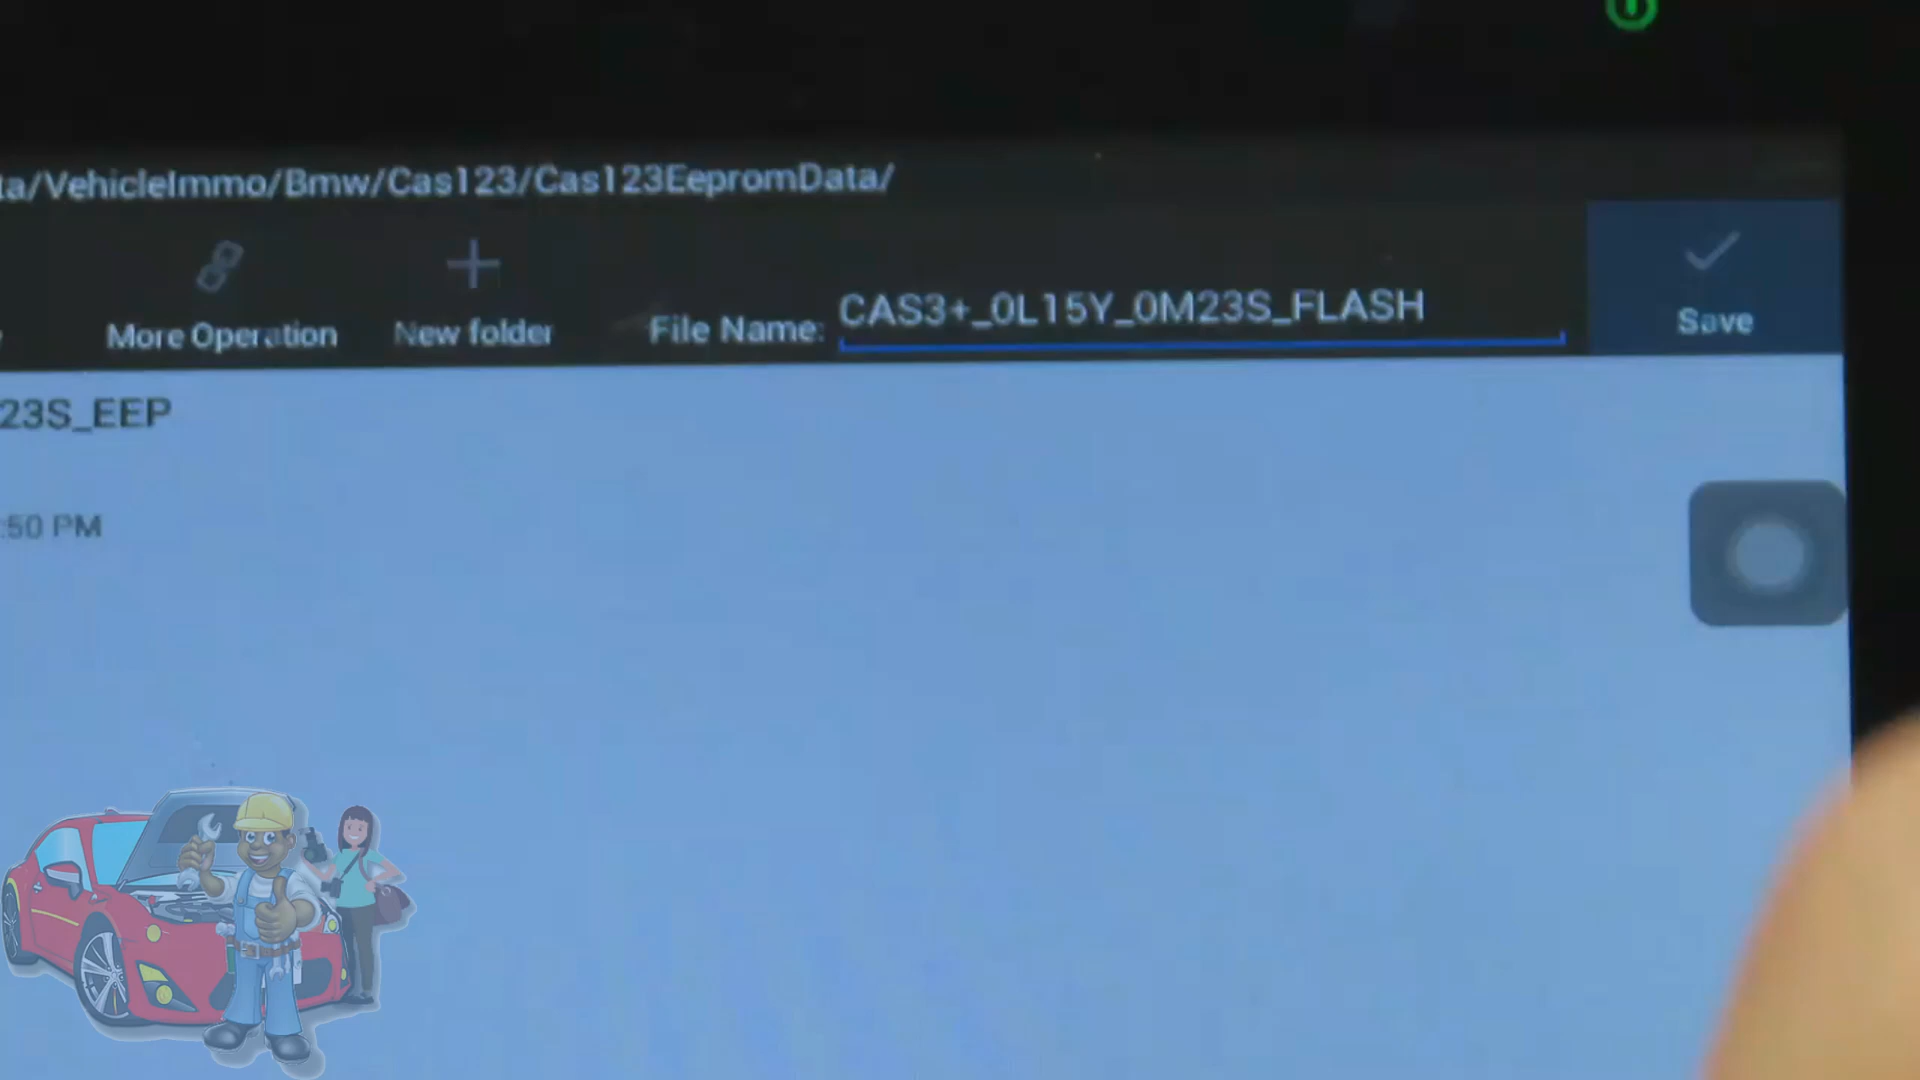 ta/VehicleImmo/Bmw/Cas123/Cas123EepromData/
More Operation
New folder
File Name:
CAS3+_0L15Y_0M23S_FLASH
Save
23S_EEP
:50 PM